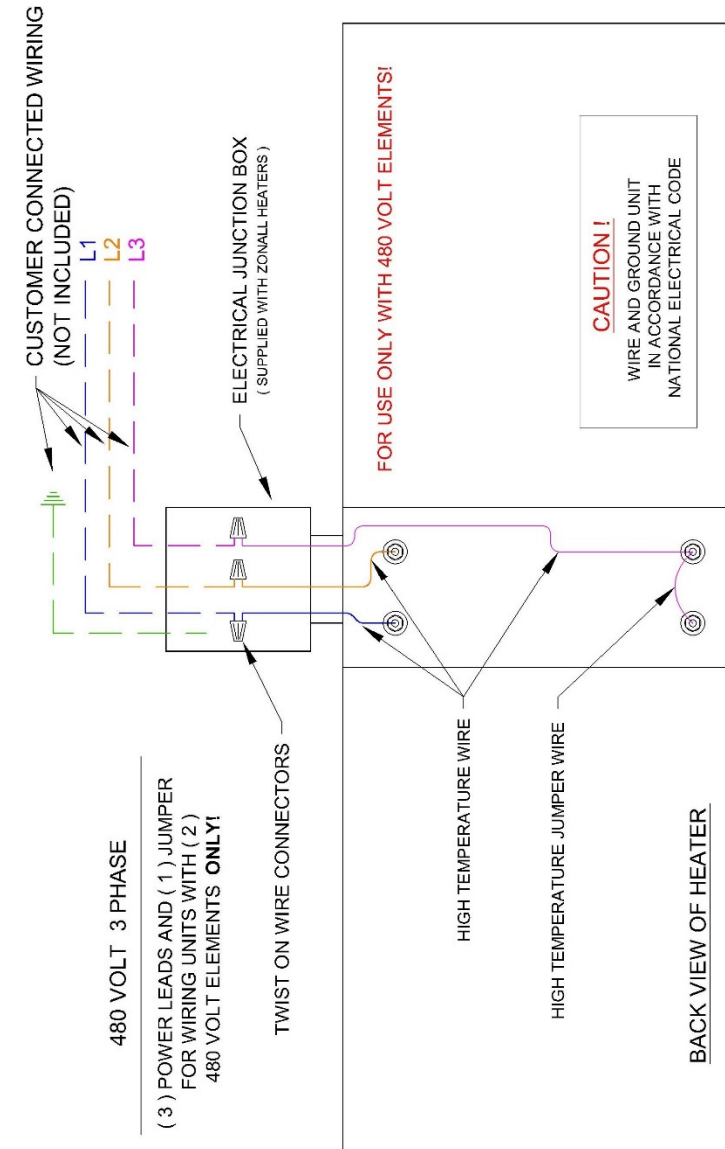 480 VOLT  3 PHASE
( 3 ) POWER LEADS AND ( 1 ) JUMPER
FOR WIRING UNITS WITH ( 2 )
480 VOLT ELEMENTS ONLY!
TWIST ON WIRE CONNECTORS
CUSTOMER CONNECTED WIRING
(NOT INCLUDED)
L1
L2
L3
ELECTRICAL JUNCTION BOX
( SUPPLIED WITH ZONALL HEATERS )
FOR USE ONLY WITH 480 VOLT ELEMENTS!
HIGH TEMPERATURE WIRE
HIGH TEMPERATURE JUMPER WIRE
CAUTION !
WIRE AND GROUND UNIT
IN ACCORDANCE WITH
NATIONAL ELECTRICAL CODE
BACK VIEW OF HEATER